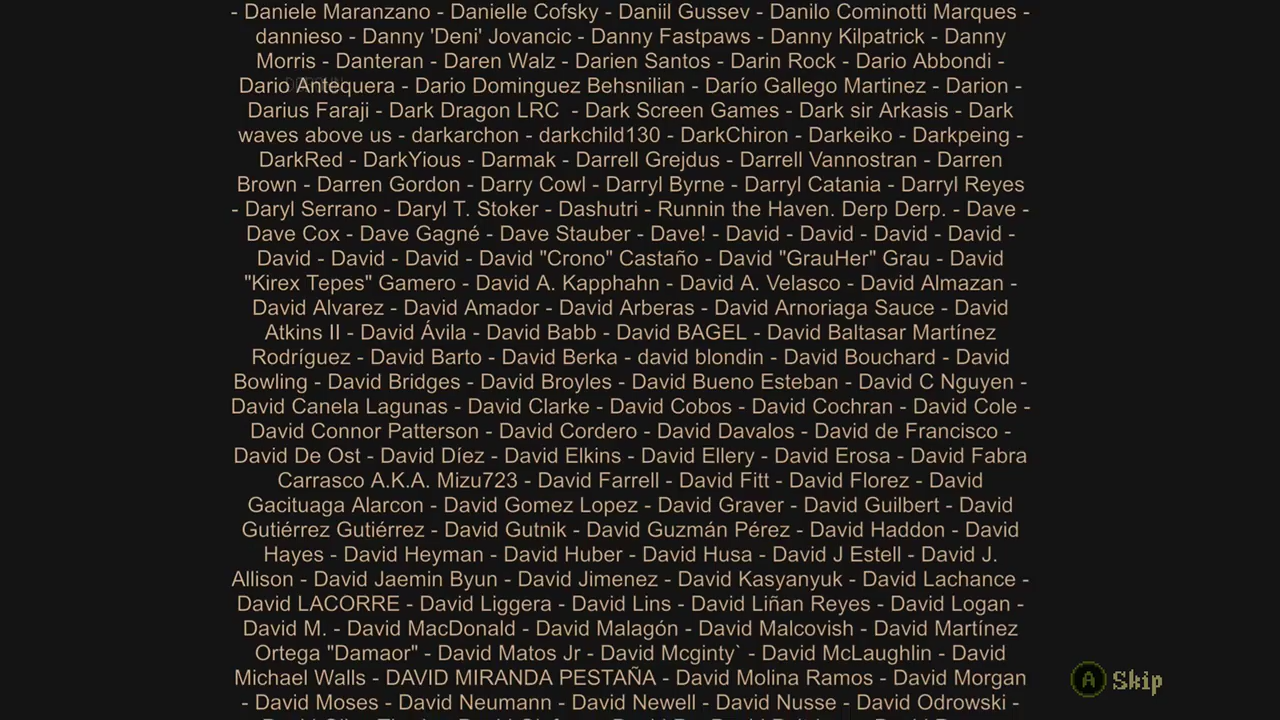 - Daniele Maranzano - Danielle Cofsky - Daniil Gussev - Danilo Cominotti Marques -
dannieso - Danny 'Deni' Jovancic - Danny Fastpaws - Danny Kilpatrick - Danny
Morris - Danteran - Daren Walz - Darien Santos - Darin Rock - Dario Abbondi -
Dario Antequera - Dario Dominguez Behsnilian - Darío Gallego Martinez - Darion -
Darius Faraji - Dark Dragon LRC - Dark Screen Games - Dark sir Arkasis - Dark
waves above us - darkarchon - darkchild130 - DarkChiron - Darkeiko - Darkpeing -
DarkRed - DarkYious - Darmak - Darrell Grejdus - Darrell Vannostran - Darren
Brown - Darren Gordon - Darry Cowl - Darryl Byrne - Darryl Catania - Darryl Reyes
- Daryl Serrano - Daryl T. Stoker - Dashutri - Runnin the Haven. Derp Derp. - Dave -
Dave Cox - Dave Gagné - Dave Stauber - Dave! - David - David - David - David -
David - David - David - David "Crono" Castaño - David "GrauHer" Grau - David
"Kirex Tepes" Gamero - David A. Kapphahn - David A. Velasco - David Almazan -
David Alvarez - David Amador - David Arberas - David Arnoriaga Sauce - David
Atkins II - David Ávila - David Babb - David BAGEL - David Baltasar Martínez
Rodríguez - David Barto - David Berka - david blondin - David Bouchard - David
Bowling - David Bridges - David Broyles - David Bueno Esteban - David C Nguyen -
David Canela Lagunas - David Clarke - David Cobos - David Cochran - David Cole -
David Connor Patterson - David Cordero - David Davalos - David de Francisco -
David De Ost - David Díez - David Elkins - David Ellery - David Erosa - David Fabra
Carrasco A.K.A. Mizu723 - David Farrell - David Fitt - David Florez - David
Gacituaga Alarcon - David Gomez Lopez - David Graver - David Guilbert - David
Gutiérrez Gutiérrez - David Gutnik - David Guzmán Pérez - David Haddon - David
Hayes - David Heyman - David Huber - David Husa - David J Estell - David J.
Allison - David Jaemin Byun - David Jimenez - David Kasyanyuk - David Lachance -
David LACORRE - David Liggera - David Lins - David Liñan Reyes - David Logan -
David M. - David MacDonald - David Malagón - David Malcovish - David Martínez
Ortega "Damaor" - David Matos Jr - David Mcginty` - David McLaughlin - David
Michael Walls - DAVID MIRANDA PESTAÑA - David Molina Ramos - David Morgan
- David Moses - David Neumann - David Newell - David Nusse - David Odrowski -
A Skip